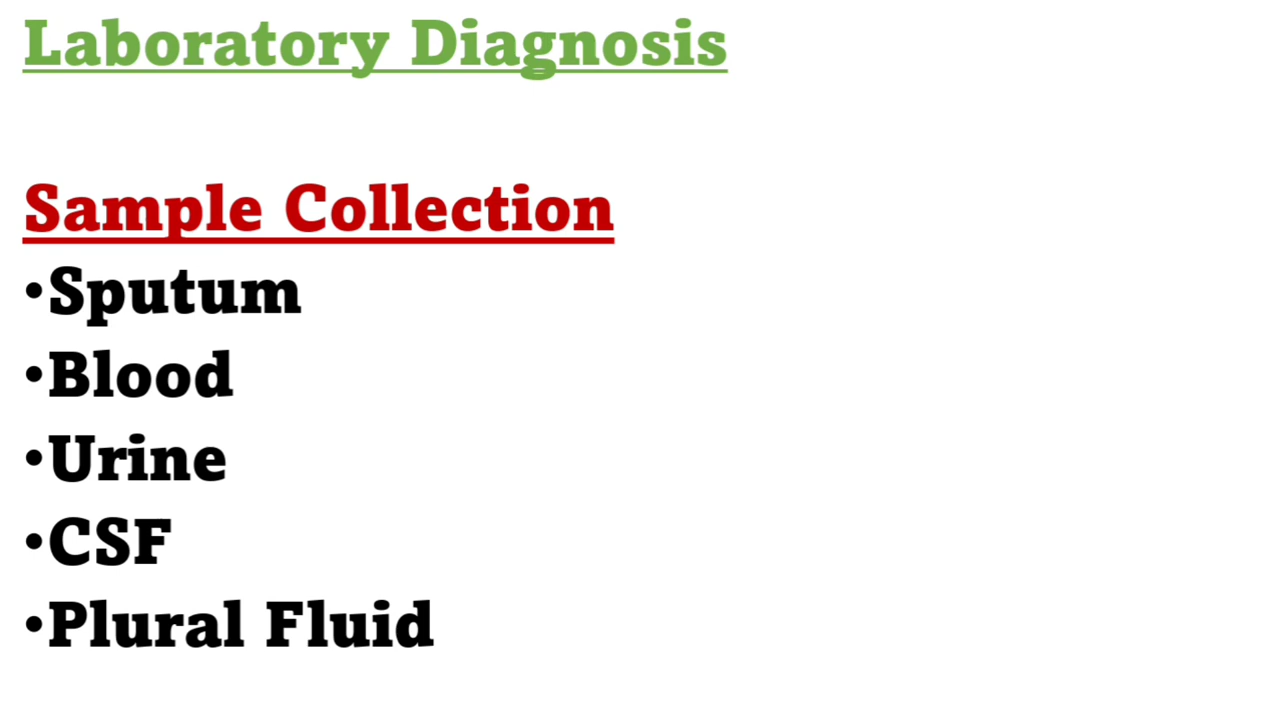 Laboratory Diagnosis
Sample Collection
•Sputum
•Blood
•Urine
•CSF
•Plural Fluid